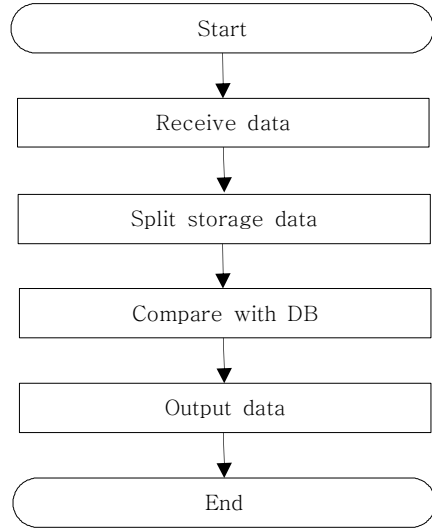 Start
Receive data
Split storage data
Compare with DB
Output data
End